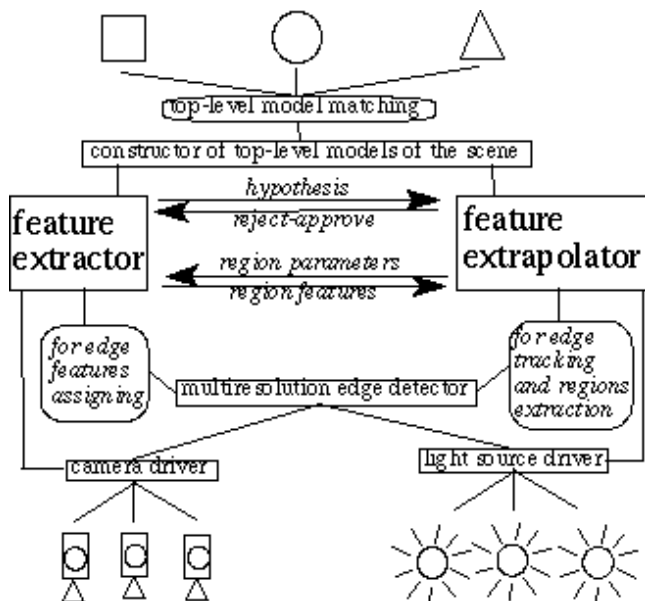 top-level model matching
constructor of top-level models of the scene
hypothesis
reject-approve
feature
extractor
feature
extrapolator
region parameters
region features
for edge
features
assigning
for edge
tracking
and regions
extraction
multiresolution edge detector
camera driver
light source driver